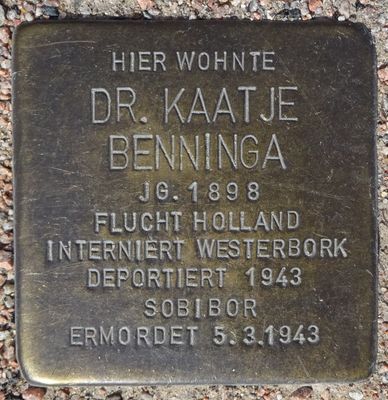 HIER WOHNTE
DR. KAATJE
BENNINGA
JG. 1898
FLUCHT HOLLAND
INTERNIERT WESTERBORK
DEPORTIERT 1943
SOBIBOR
ERMORDET 5.3.1943